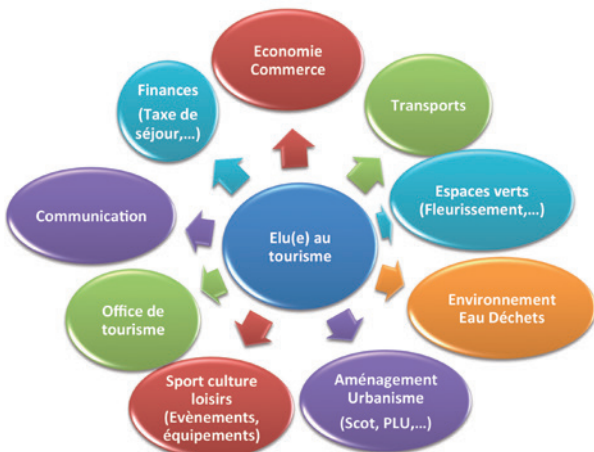 Economie
Commerce
Finances
(Taxe de
séjour,...)
Transports
Communication
Elu(e) au
tourisme
Espaces verts
(Fleurissement,...)
Office de
tourisme
Environnement
Eau Déchets
Sport culture
loisirs
(Evènements,
équipements)
Aménagement
Urbanisme
(Scot, PLU,...)